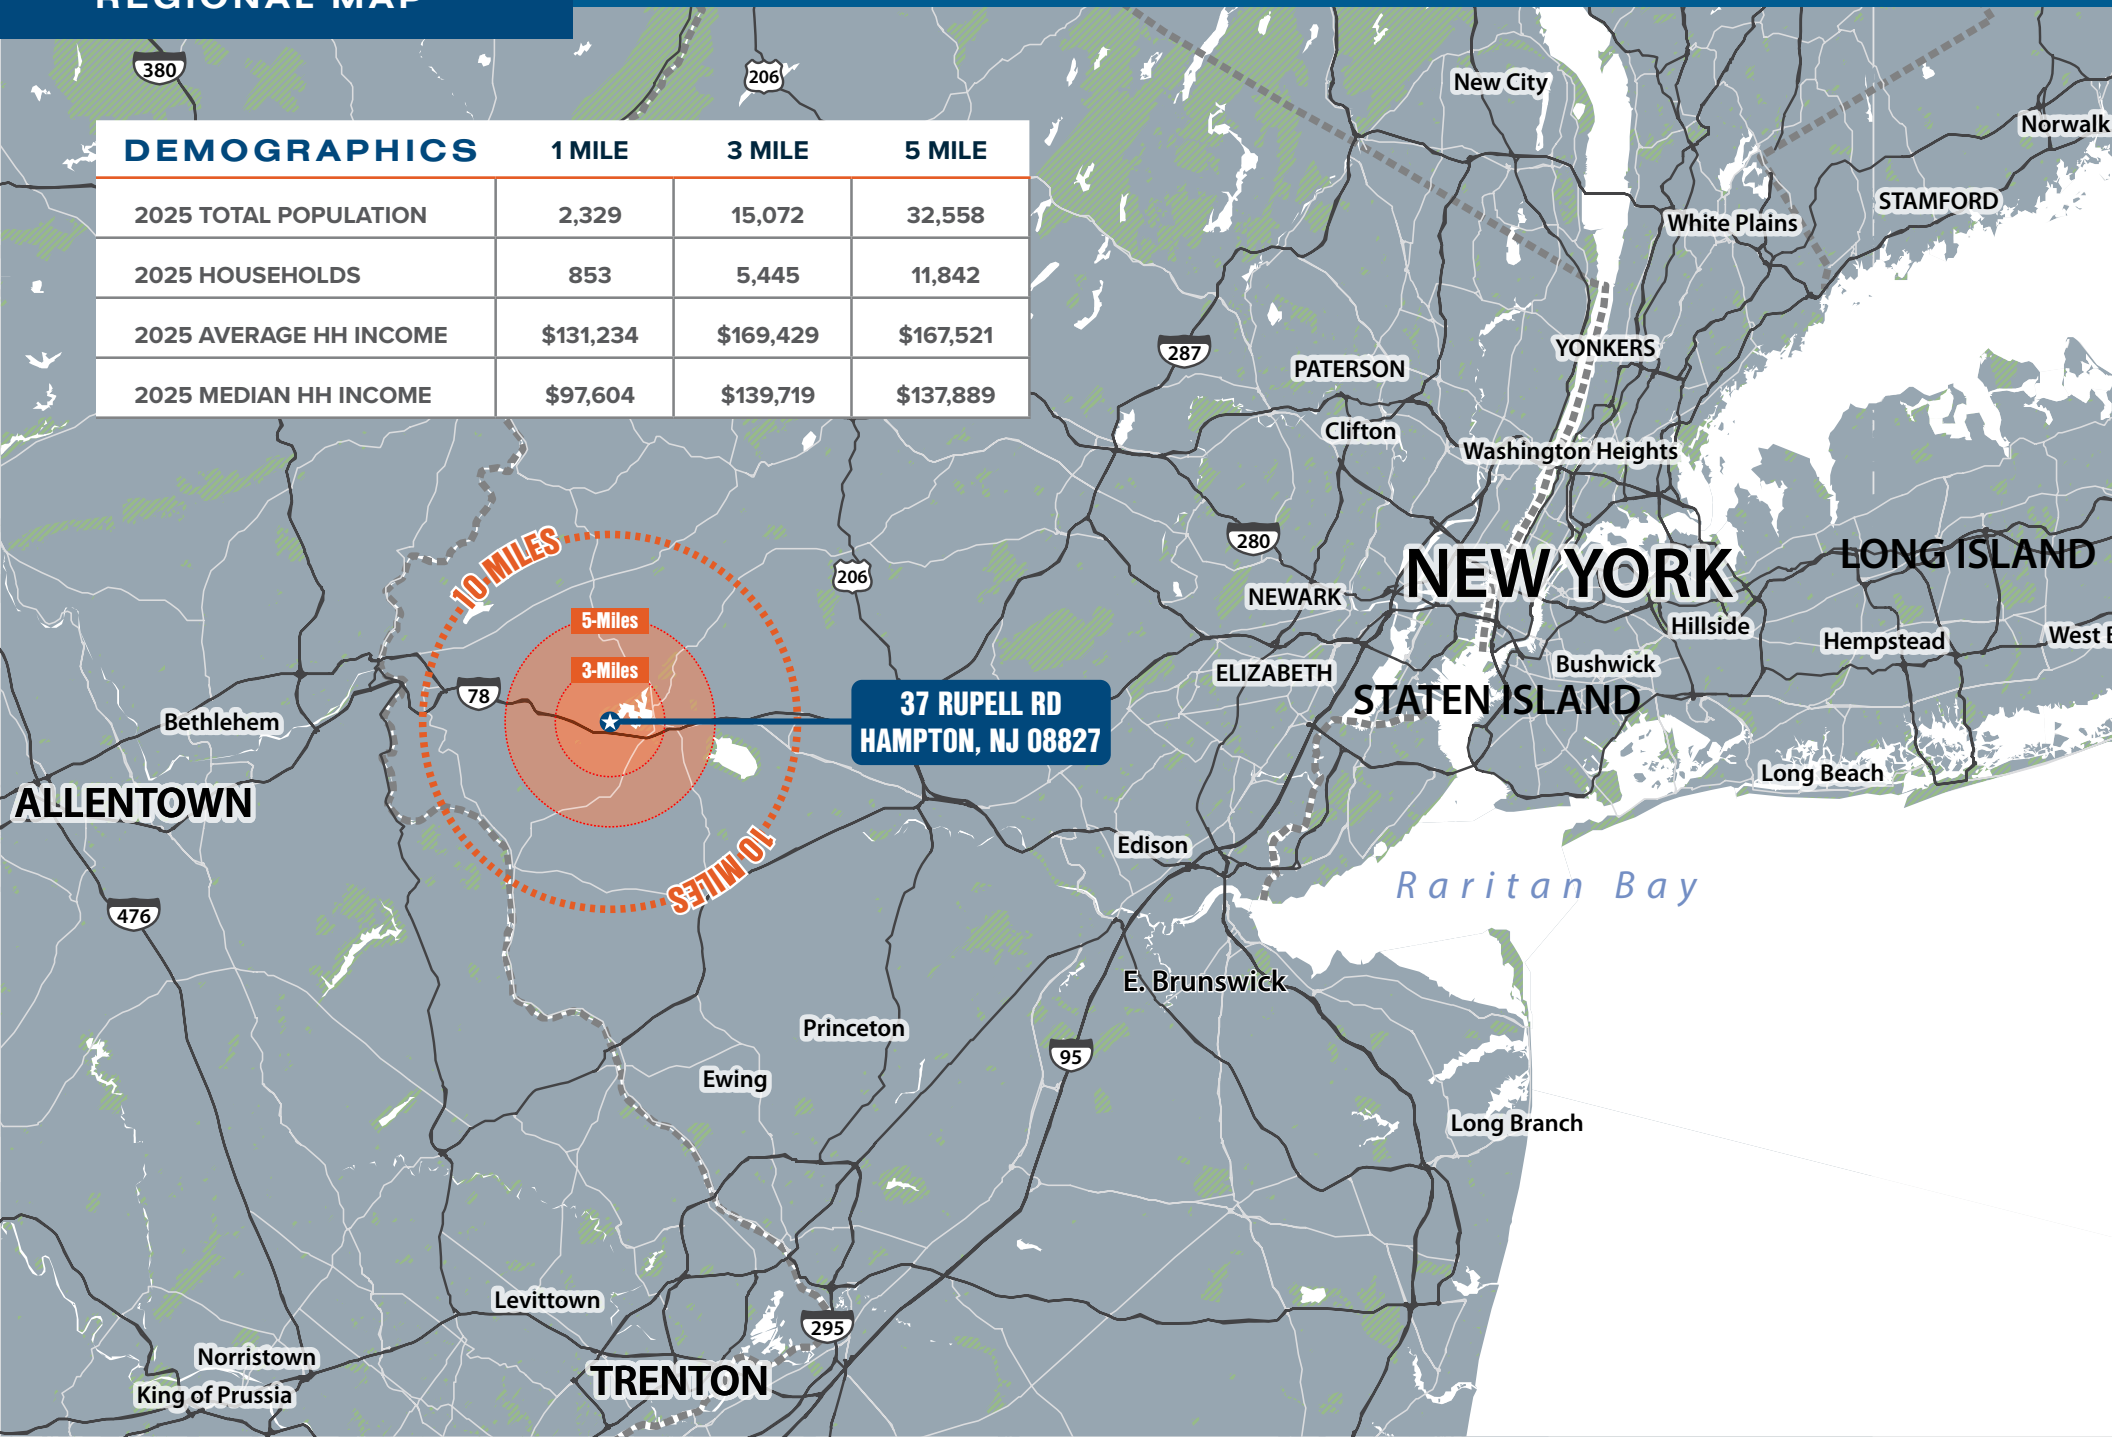 REGIONAL MAP
DEMOGRAPHICS 1 MILE 3 MILE 5 MILE
2025 TOTAL POPULATION 2,329 15,072 32,558
2025 HOUSEHOLDS 853 5,445 11,842
2025 AVERAGE HH INCOME $131,234 $169,429 $167,521
2025 MEDIAN HH INCOME $97,604 $139,719 $137,889
380
206
New City
Norwalk
STAMFORD
White Plains
287
YONKERS
PATERSON
Clifton
Washington Heights
280
NEW YORK
LONG ISLAND
10 MILES
206
NEWARK
5-Miles
Hillside
Hempstead
West
3-Miles
ELIZABETH
Bushwick
78
STATEN ISLAND
37 RUPELL RD
HAMPTON, NJ 08827
Bethlehem
Long Beach
ALLENTOWN
Edison
10 MILES
Raritan Bay
476
E. Brunswick
Princeton
95
Ewing
Long Branch
Levittown
295
Norristown
TRENTON
King of Prussia